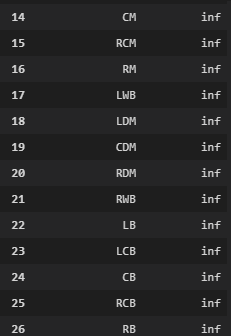 14 CM inf
15 RCM inf
16 RM inf
17 LWB inf
18 LDM inf
19 CDM inf
20 RDM inf
21 RWB inf
22 LB inf
23 LCB inf
24 CB inf
25 RCB inf
26 RB inf